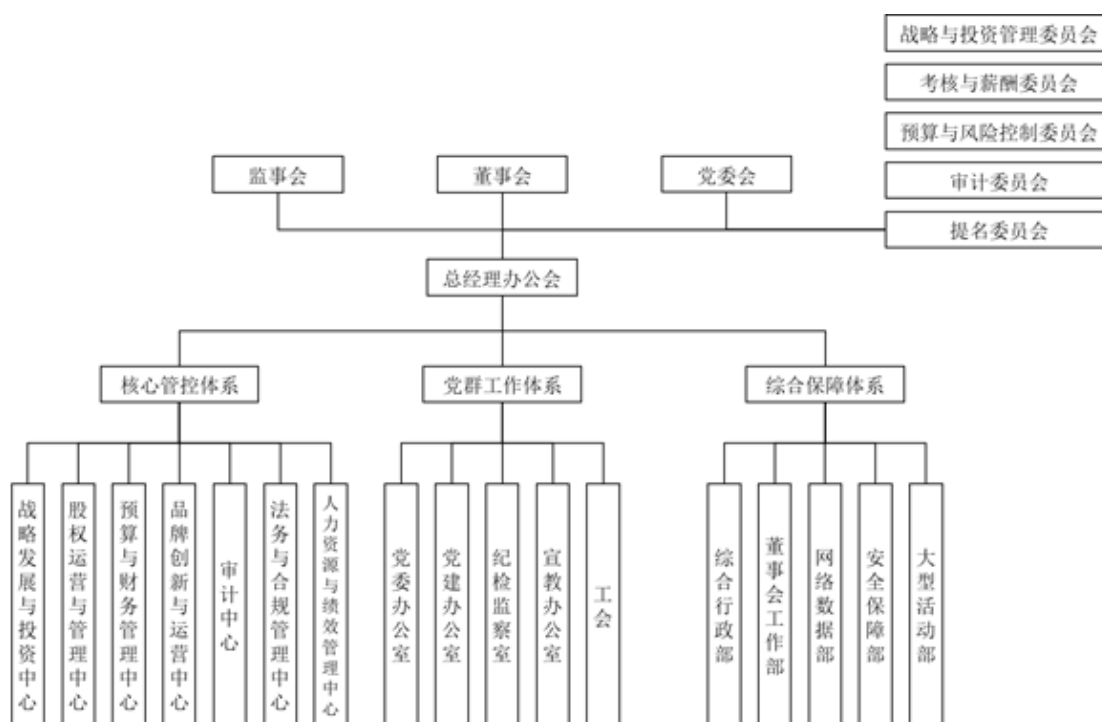 战略与投资管理委员会
考核与薪酬委员会
预算与风险控制委员会
监事会
董事会
党委会
审计委员会
提名委员会
总经理办公会
核心管控体系
党群工作体系
综合保障体系
战略发展与投资中心
股权运营与管理中心
预算与财务管理中心
品牌创新与运营中心
审计中心
法务与合规管理中心
人力资源与绩效管理中心
党委办公室
党建办公室
纪检监察室
宣教办公室
工会
综合行政部
董事会工作部
网络数据部
安全保障部
大型活动部